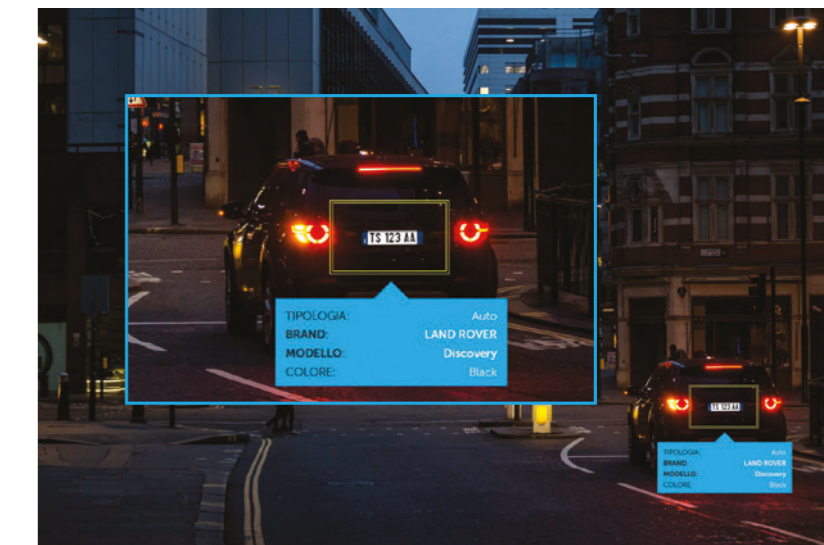 TS 123 AA
TIPOLOGIA: Auto
BRAND: LAND ROVER
MODELLO: Discovery
COLORE: Black
TS 123 AA
TIPOLOGIA: Auto
BRAND: LAND ROVER
MODELLO: Discovery
COLORE: Black